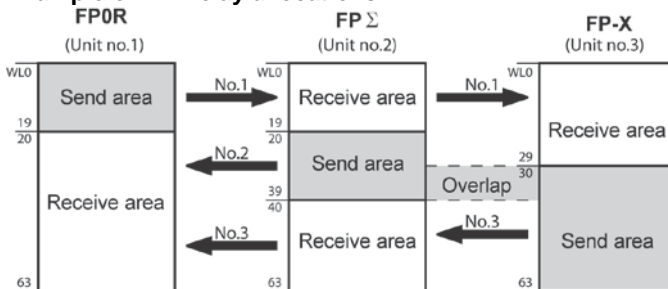 FP0R
(Unit no.1)
WL0
Send area
19
20
Receive area
63
No.1
No.2
No.3
FPΣ
(Unit no.2)
WL0
Receive area
19
20
Send area
39
40
Receive area
63
No.1
Overlap
No.3
FP-X
(Unit no.3)
WL0
Receive area
29
30
Send area
63